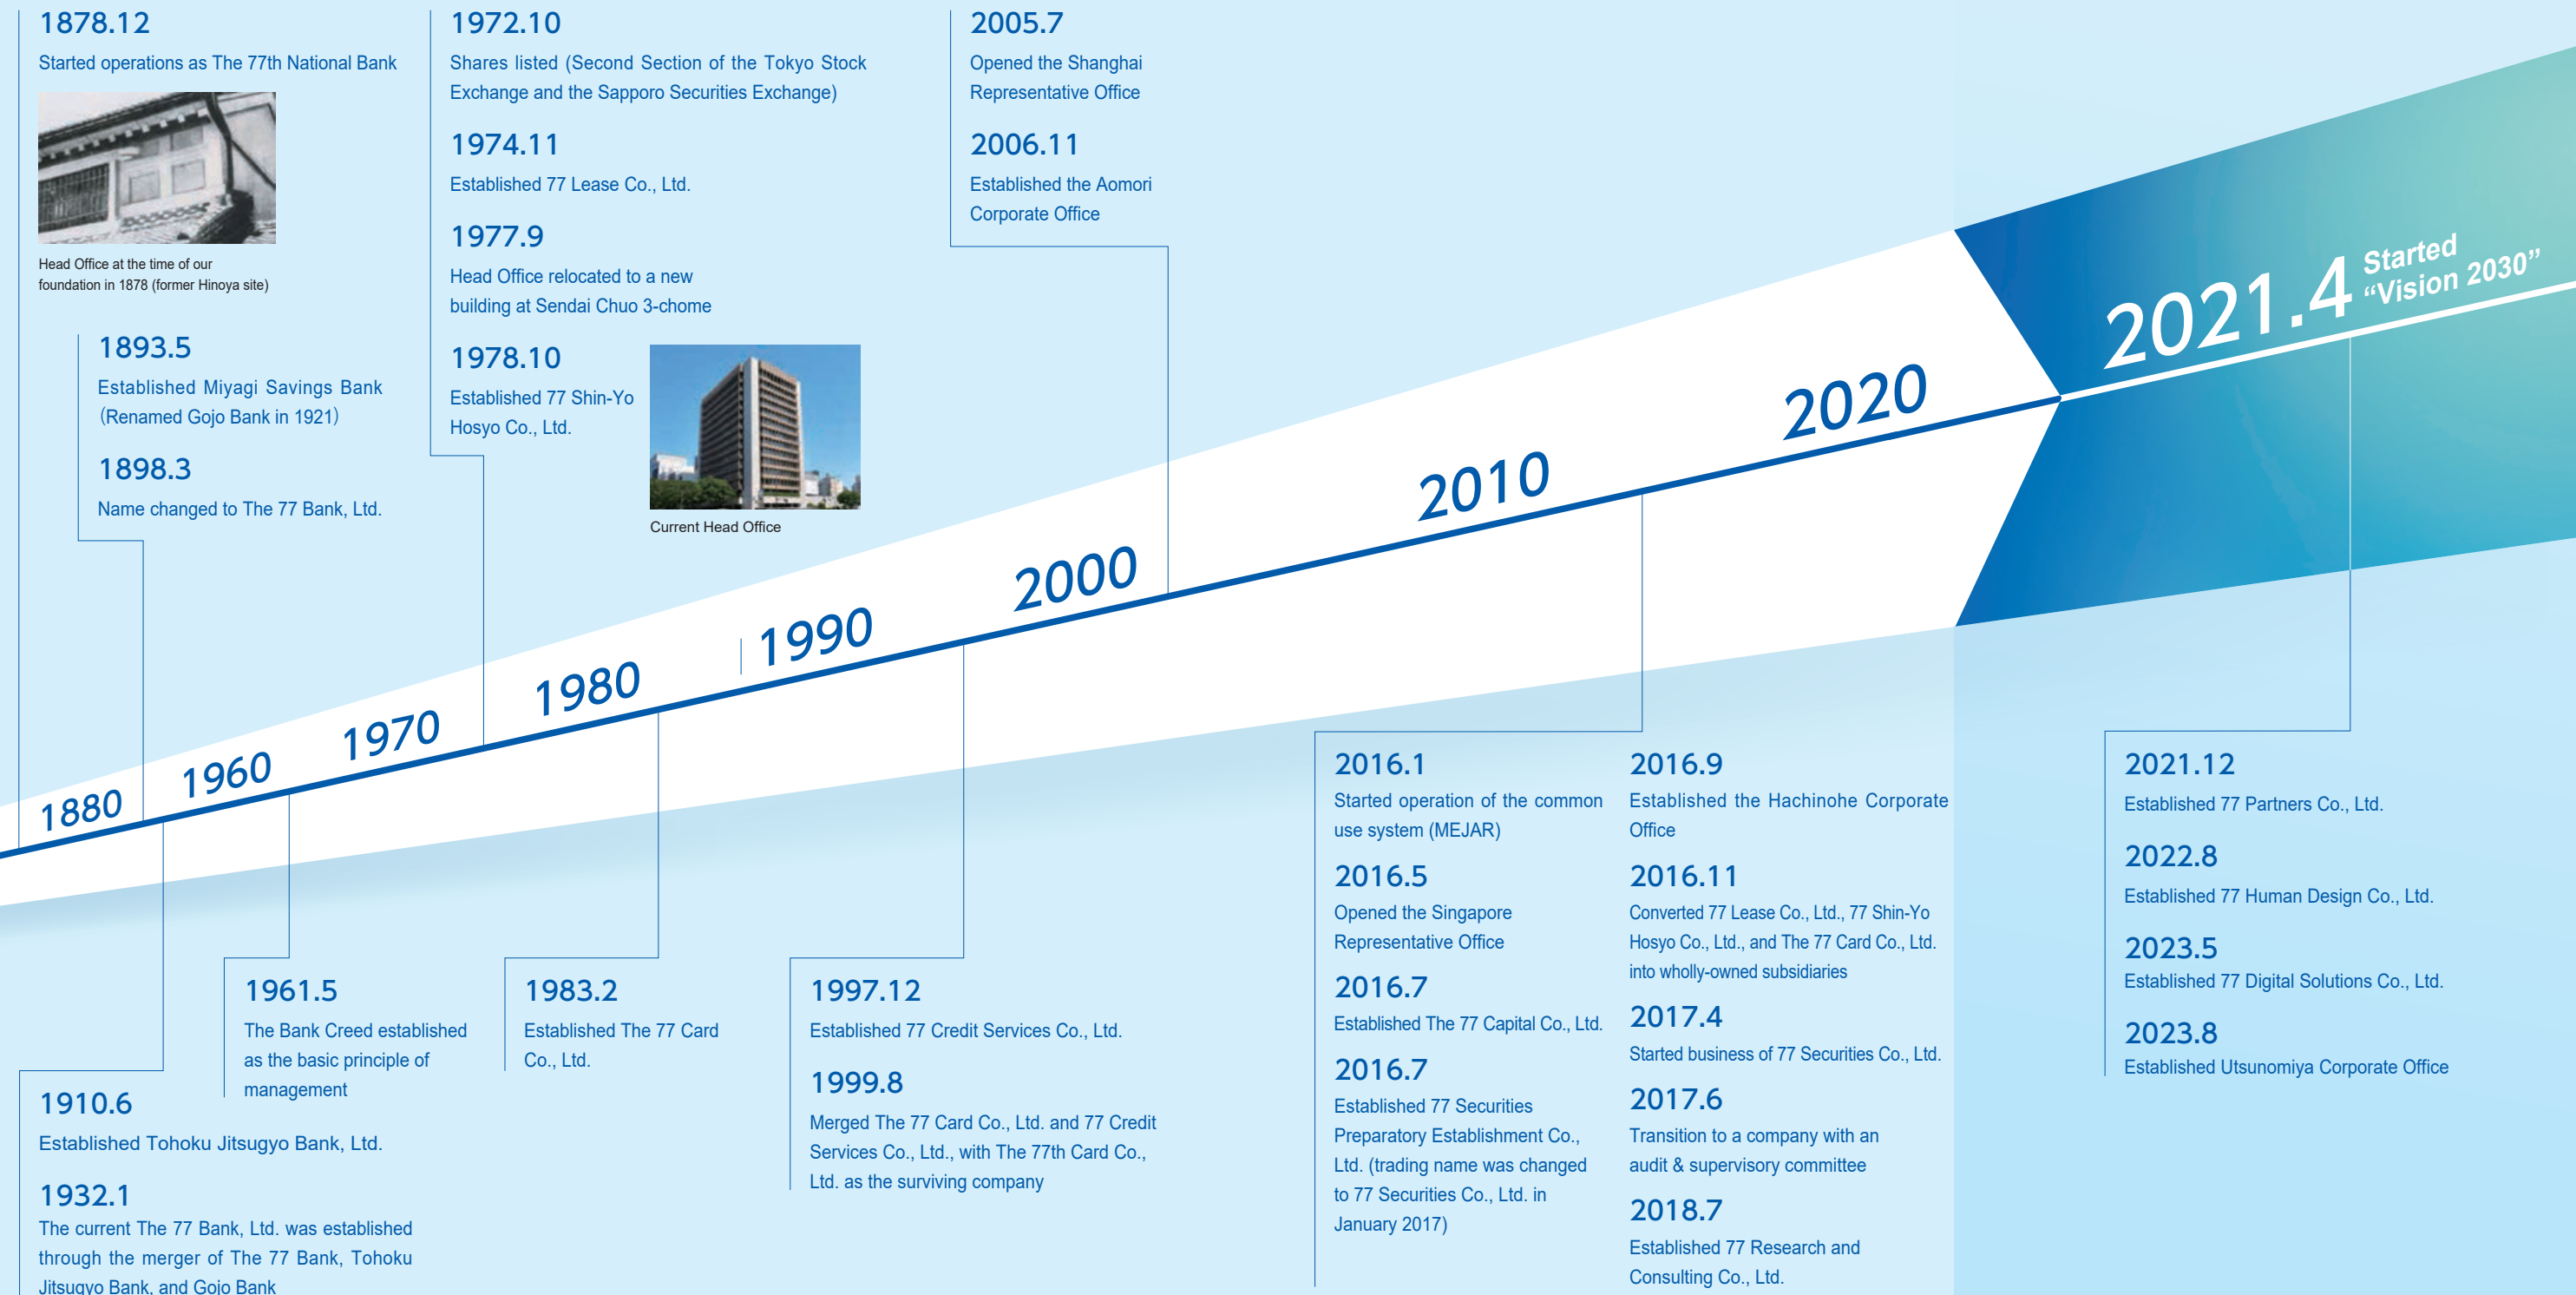 1878.12
Started operations as The 77th National Bank
Head Office at the time of our
foundation in 1878 (former Hinoya site)
1893.5
Established Miyagi Savings Bank
(Renamed Gojo Bank in 1921)
1898.3
Name changed to The 77 Bank, Ltd.
1972.10
Shares listed (Second Section of the Tokyo Stock
Exchange and the Sapporo Securities Exchange)
1974.11
Established 77 Lease Co., Ltd.
1977.9
Head Office relocated to a new
building at Sendai Chuo 3-chome
1978.10
Established 77 Shin-Yo
Hosyo Co., Ltd.
Current Head Office
2005.7
Opened the Shanghai
Representative Office
2006.11
Established the Aomori
Corporate Office
1880
1960
1970
1980
1990
2000
2010
2020
2021.4
Started
“Vision 2030”
1910.6
Established Tohoku Jitsugyo Bank, Ltd.
1932.1
The current The 77 Bank, Ltd. was established
through the merger of The 77 Bank, Tohoku
Jitsugyo Bank, and Gojo Bank
1961.5
The Bank Creed established
as the basic principle of
management
1983.2
Established The 77 Card
Co., Ltd.
1997.12
Established 77 Credit Services Co., Ltd.
1999.8
Merged The 77 Card Co., Ltd. and 77 Credit
Services Co., Ltd., with The 77th Card Co.,
Ltd. as the surviving company
2016.1
Started operation of the common
use system (MEJAR)
2016.5
Opened the Singapore
Representative Office
2016.7
Established The 77 Capital Co., Ltd.
2016.7
Established 77 Securities
Preparatory Establishment Co.,
Ltd. (trading name was changed
to 77 Securities Co., Ltd. in
January 2017)
2016.9
Established the Hachinohe Corporate
Office
2016.11
Converted 77 Lease Co., Ltd., 77 Shin-Yo
Hosyo Co., Ltd., and The 77 Card Co., Ltd.
into wholly-owned subsidiaries
2017.4
Started business of 77 Securities Co., Ltd.
2017.6
Transition to a company with an
audit & supervisory committee
2018.7
Established 77 Research and
Consulting Co., Ltd.
2021.12
Established 77 Partners Co., Ltd.
2022.8
Established 77 Human Design Co., Ltd.
2023.5
Established 77 Digital Solutions Co., Ltd.
2023.8
Established Utsunomiya Corporate Office